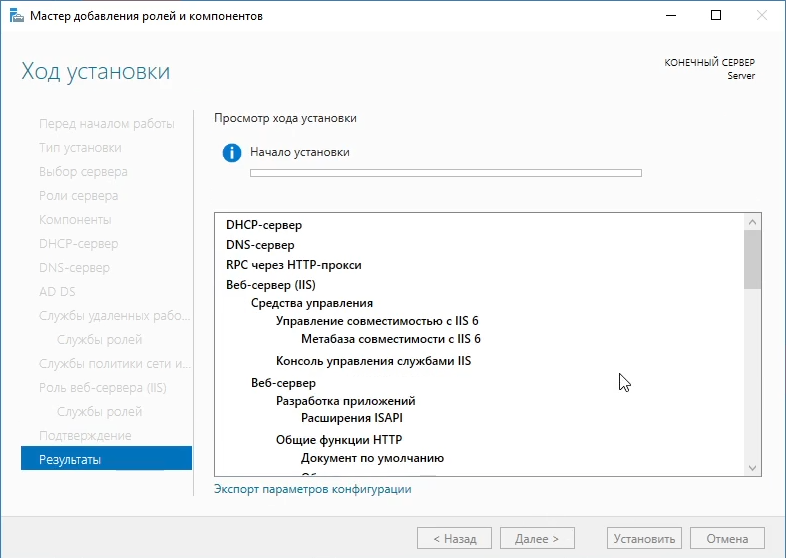 Мастер добавления ролей и компонентов
Ход установки
КОНЕЧНЫЙ СЕРВЕР
Server
Перед началом работы
Тип установки
Выбор сервера
Роли сервера
Компоненты
DHCP-сервер
DNS-сервер
AD DS
Службы удаленных рабо...
Службы ролей
Службы политики сети и...
Роль веб-сервера (IIS)
Службы ролей
Подтверждение
Результаты
Просмотр хода установки
Начало установки
DHCP-сервер
DNS-сервер
RPC через HTTP-прокси
Веб-сервер (IIS)
Средства управления
Управление совместимостью с IIS 6
Метабаза совместимости с IIS 6
Консоль управления службами IIS
Веб-сервер
Разработка приложений
Расширения ISAPI
Общие функции HTTP
Документ по умолчанию
Экспорт параметров конфигурации
< Назад
Далее >
Установить
Отмена